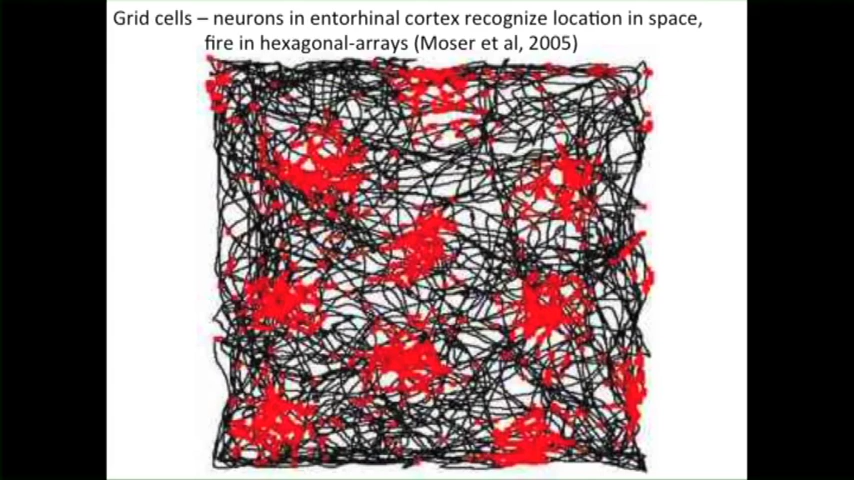 Grid cells – neurons in entorhinal cortex recognize location in space,
fire in hexagonal-arrays (Moser et al, 2005)